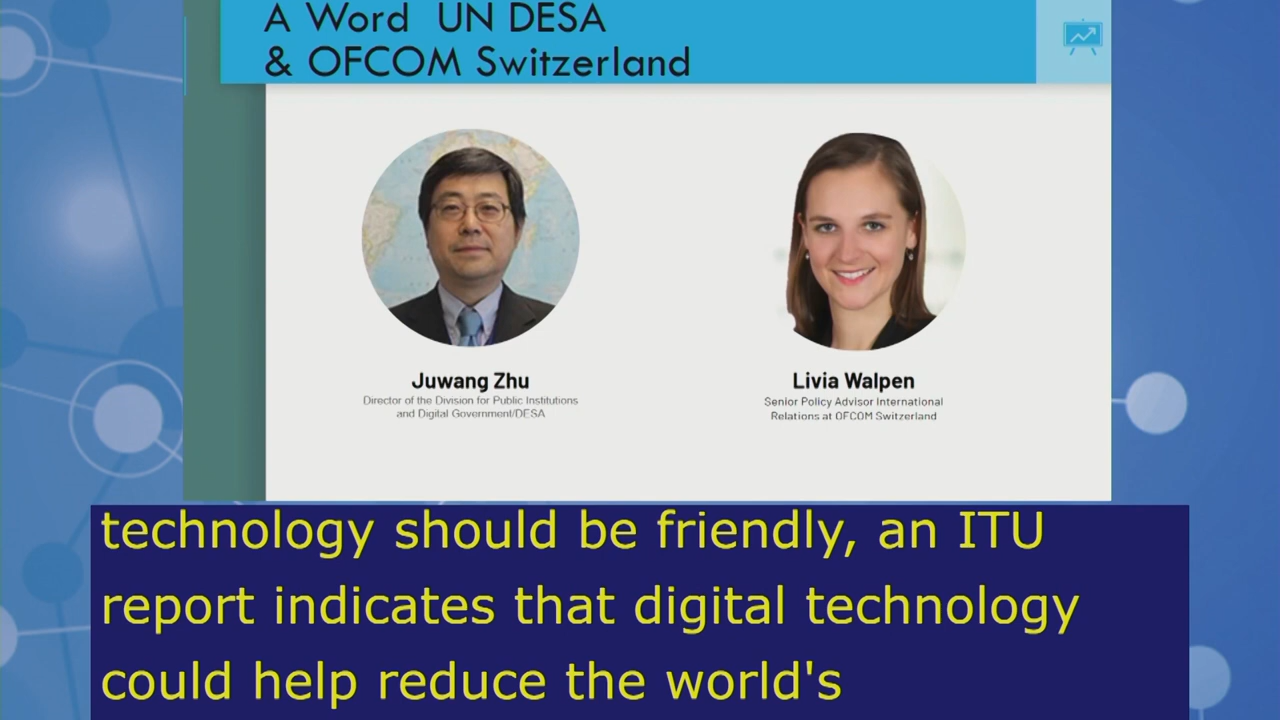 A Word UN DESA
& OFCOM Switzerland
Juwang Zhu
Director of the Division for Public Institutions
and Digital Government/DESA
Livia Walpen
Senior Policy Advisor International
Relations at OFCOM Switzerland
technology should be friendly, an ITU
report indicates that digital technology
could help reduce the world's